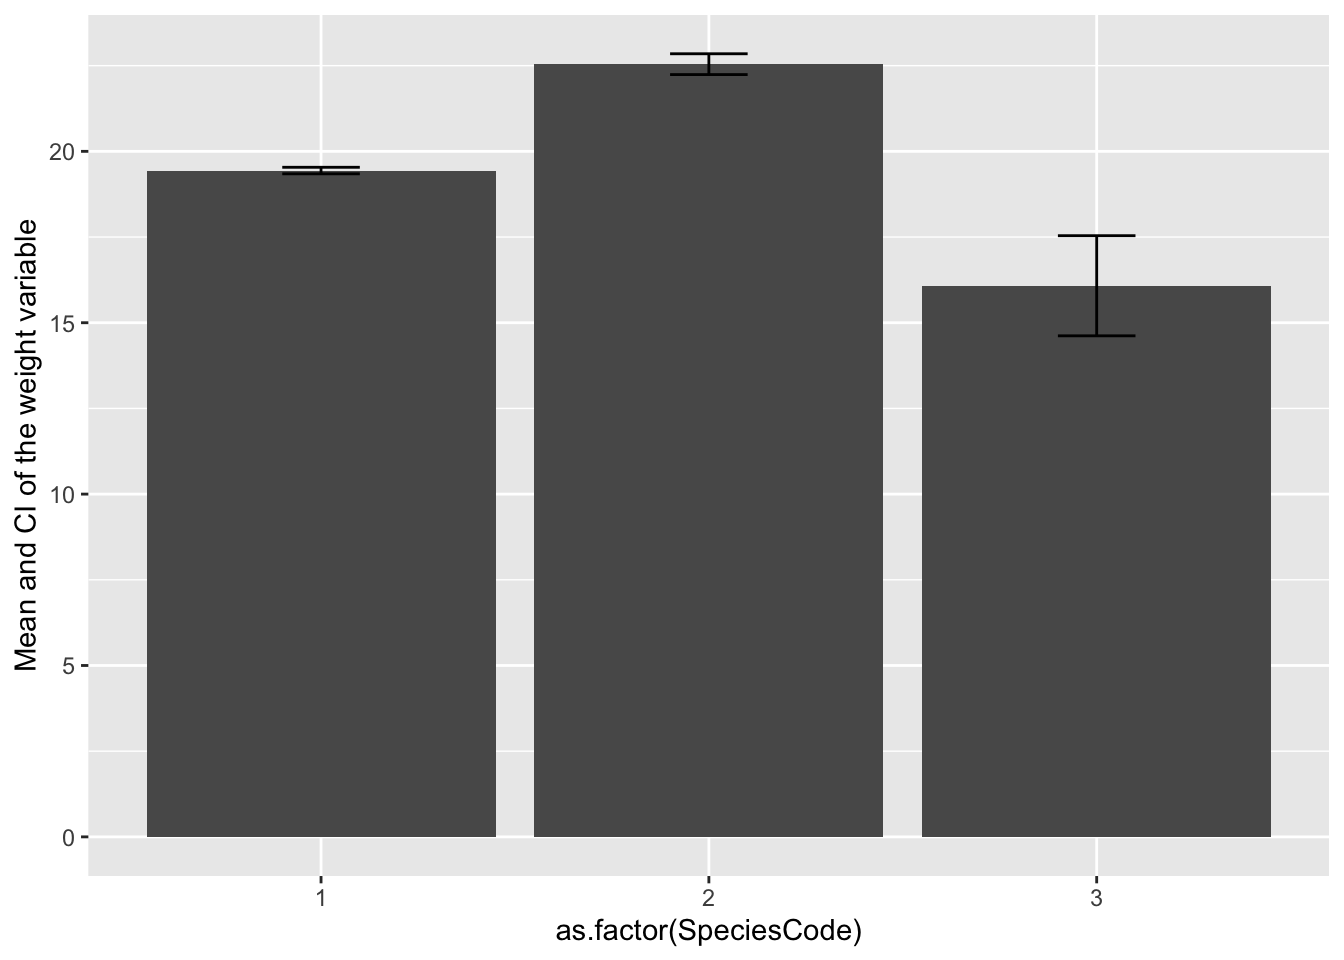 Mean and CI of the weight variable
20
15
10
5
0
1 2 3
as.factor(SpeciesCode)